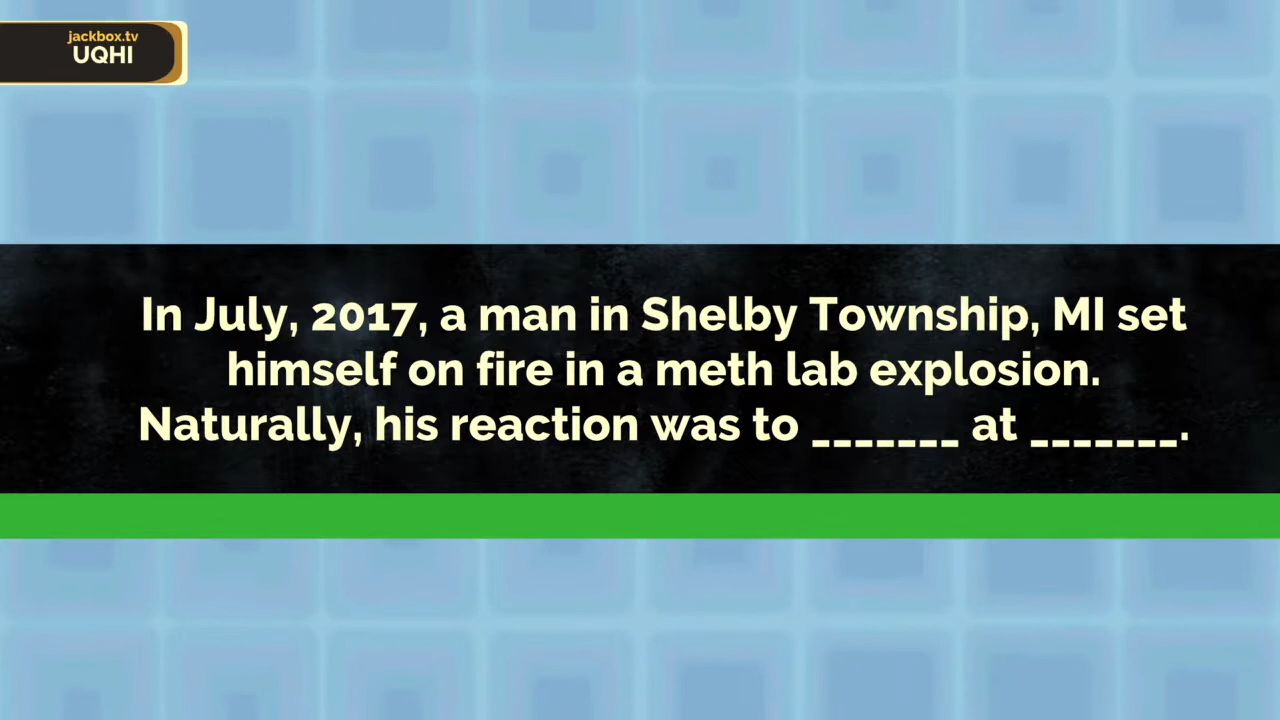 jackbox.tv
UQHI
In July, 2017, a man in Shelby Township, MI set
himself on fire in a meth lab explosion.
Naturally, his reaction was to _______ at _______.